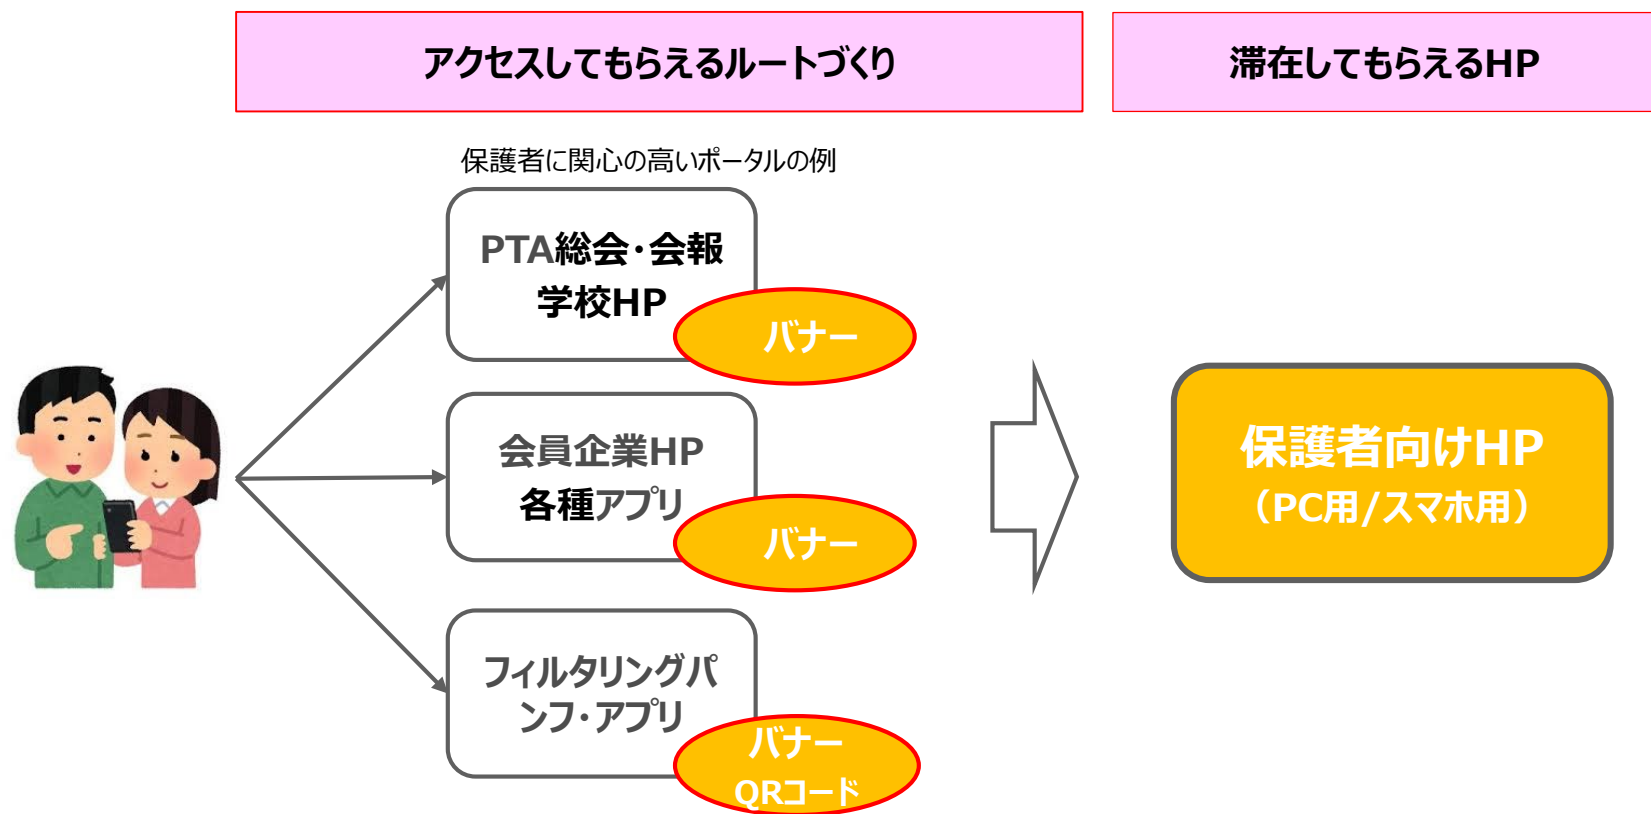 アクセスしてもらえるルートづくり
滞在してもらえるHP
保護者に関心の高いポータルの例
PTA総会・会報
学校HP
バナー
会員企業HP
各種アプリ
バナー
フィルタリングパ
ンフ・アプリ
バナー
QRコード
保護者向けHP
（PC用/スマホ用）